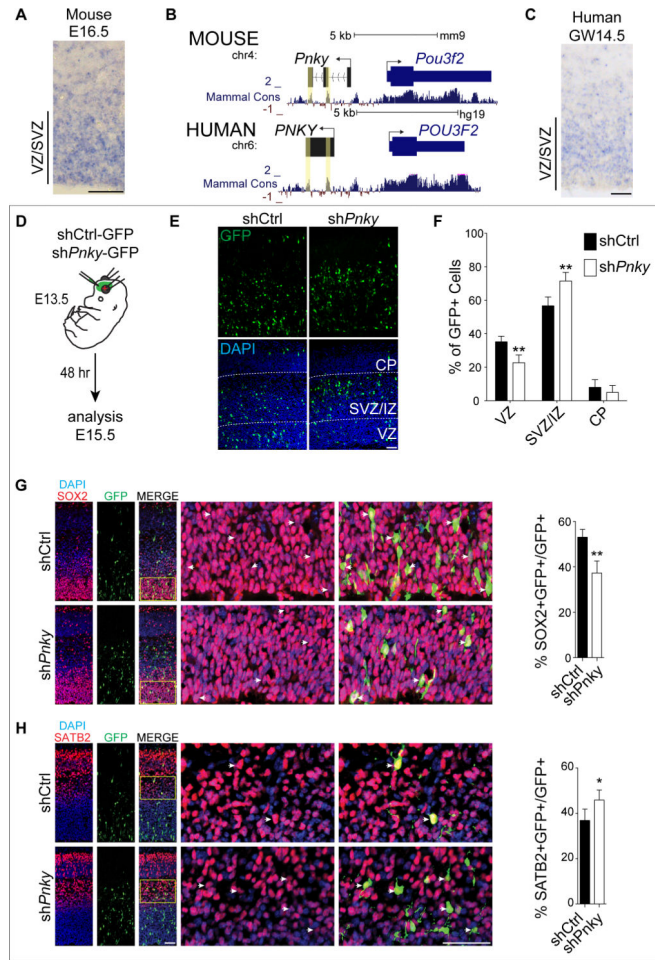 A
Mouse
E16.5
VZ/SVZ
B
5 kb
mm9
MOUSE
chr4:
Pnky
Pou3f2
2
Mammal Cons
-1
5 kb
hg19
HUMAN
chr6:
PNKY
POU3F2
2
Mammal Cons
-1
C
Human
GW14.5
VZ/SVZ
D
shCtrl-GFP
shPnky-GFP
E13.5
48 hr
analysis
E15.5
E
shCtrl
shPnky
GFP
DAPI
CP
SVZ/IZ
VZ
F
shCtrl
shPnky
% of GFP+ Cells
100
80
60
40
20
0
**
**
VZ
SVZ/IZ
CP
G
DAPI
SOX2
GFP
MERGE
shCtrl
shPnky
% SOX2+GFP+/GFP+
60
40
20
0
**
shCtrl
shPnky
H
DAPI
SATB2
GFP
MERGE
shCtrl
shPnky
% SATB2+GFP+/GFP+
60
40
20
0
*
shCtrl
shPnky